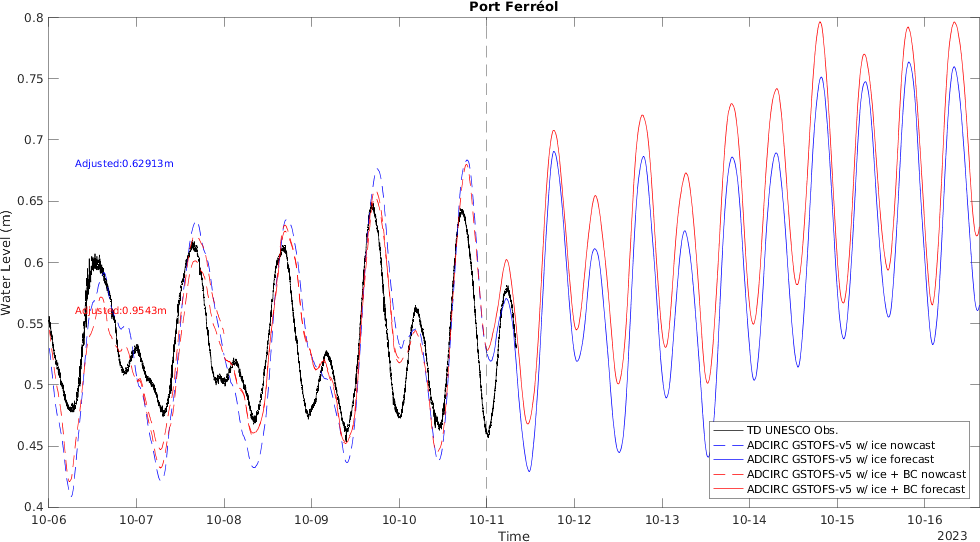 Port Ferréol
0.8
0.75
0.7
0.65
0.6
0.55
0.5
0.45
0.4
Water Level (m)
Adjusted:0.62913m
Adjusted:0.9543m
TD UNESCO Obs.
ADCIRC GSTOFS-v5 w/ ice nowcast
ADCIRC GSTOFS-v5 w/ ice forecast
ADCIRC GSTOFS-v5 w/ ice + BC nowcast
ADCIRC GSTOFS-v5 w/ ice + BC forecast
10-06 10-07 10-08 10-09 10-10 10-11 10-12 10-13 10-14 10-15 10-16
Time
2023